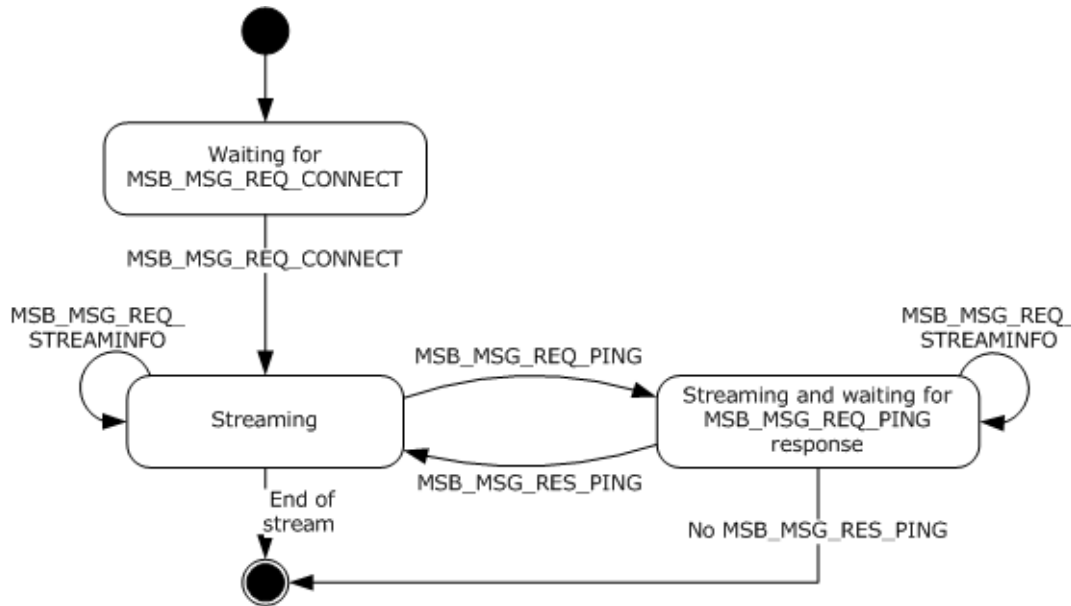 Waiting for
MSB_MSG_REQ_CONNECT
MSB_MSG_REQ_CONNECT
MSB_MSG_REQ_
STREAMINFO
MSB_MSG_REQ_
STREAMINFO
MSB_MSG_REQ_PING
Streaming
Streaming and waiting for
MSB_MSG_REQ_PING
response
MSB_MSG_RES_PING
End of
stream
No MSB_MSG_RES_PING